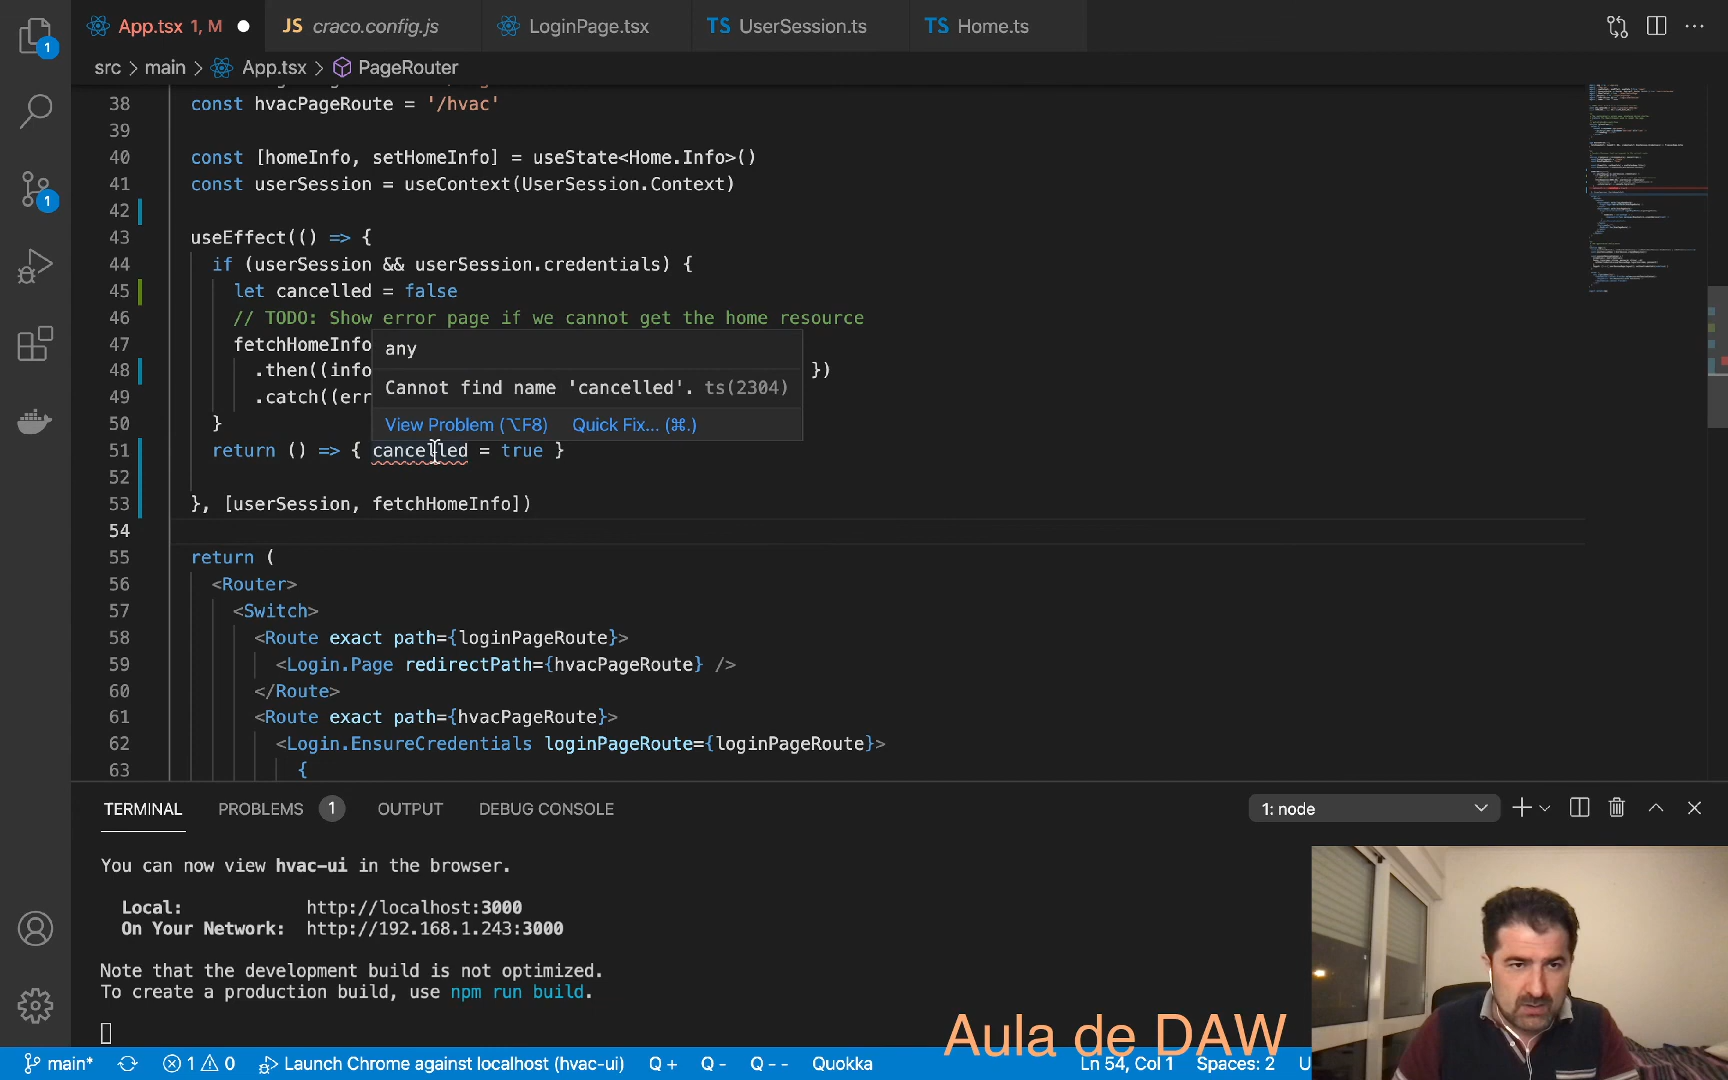 App.tsx 1, M
JS craco.config.js
LoginPage.tsx
TS UserSession.ts
TS Home.ts
1
src > main > App.tsx > PageRouter
38 const hvacPageRoute = '/hvac'
39
40 const [homeInfo, setHomeInfo] = useState<Home.Info>()
41 const userSession = useContext(UserSession.Context)
42
43 useEffect(() => {
44 if (userSession && userSession.credentials) {
45 let cancelled = false
46 // TODO: Show error page if we cannot get the home resource
47 fetchHomeInfo
any
48 .then((info })
Cannot find name 'cancelled'. ts(2304)
49 .catch((err
View Problem (⌥F8) Quick Fix... (⌘.)
50 }
51 return () => { cancelled = true }
52
53 }, [userSession, fetchHomeInfo])
54
55 return (
56 <Router>
57 <Switch>
58 <Route exact path={loginPageRoute}>
59 <Login.Page redirectPath={hvacPageRoute} />
60 </Route>
61 <Route exact path={hvacPageRoute}>
62 <Login.EnsureCredentials loginPageRoute={loginPageRoute}>
63 {
1
TERMINAL PROBLEMS 1 OUTPUT DEBUG CONSOLE
1: node
You can now view hvac-ui in the browser.
Local: http://localhost:3000
On Your Network: http://192.168.1.243:3000
Note that the development build is not optimized.
To create a production build, use npm run build.
Aula de DAW
main* 1 0 Launch Chrome against localhost (hvac-ui) Q + Q - Q - - Quokka Ln 54, Col 1 Spaces: 2 U